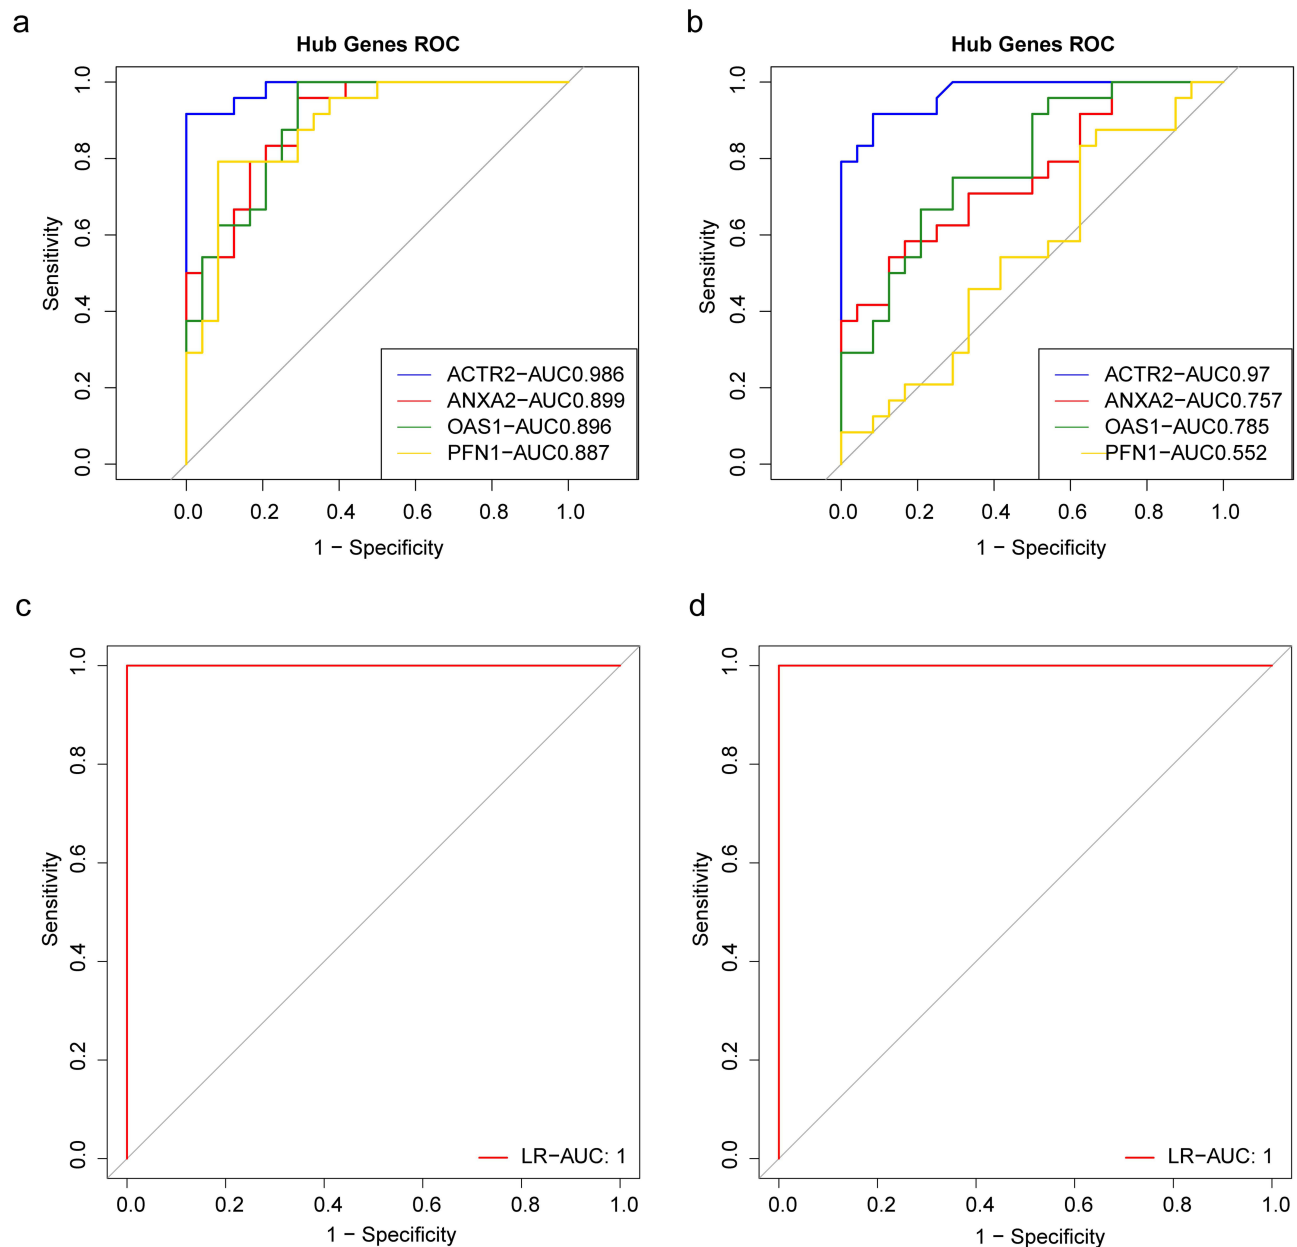 a
Hub Genes ROC
Sensitivity
1.0
0.8
0.6
0.4
0.2
0.0
ACTR2−AUC0.986
ANXA2−AUC0.899
OAS1−AUC0.896
PFN1−AUC0.887
0.0 0.2 0.4 0.6 0.8 1.0
1 − Specificity
b
Hub Genes ROC
Sensitivity
1.0
0.8
0.6
0.4
0.2
0.0
ACTR2−AUC0.97
ANXA2−AUC0.757
OAS1−AUC0.785
PFN1−AUC0.552
0.0 0.2 0.4 0.6 0.8 1.0
1 − Specificity
c
Sensitivity
1.0
0.8
0.6
0.4
0.2
0.0
LR−AUC: 1
0.0 0.2 0.4 0.6 0.8 1.0
1 − Specificity
d
Sensitivity
1.0
0.8
0.6
0.4
0.2
0.0
LR−AUC: 1
0.0 0.2 0.4 0.6 0.8 1.0
1 − Specificity